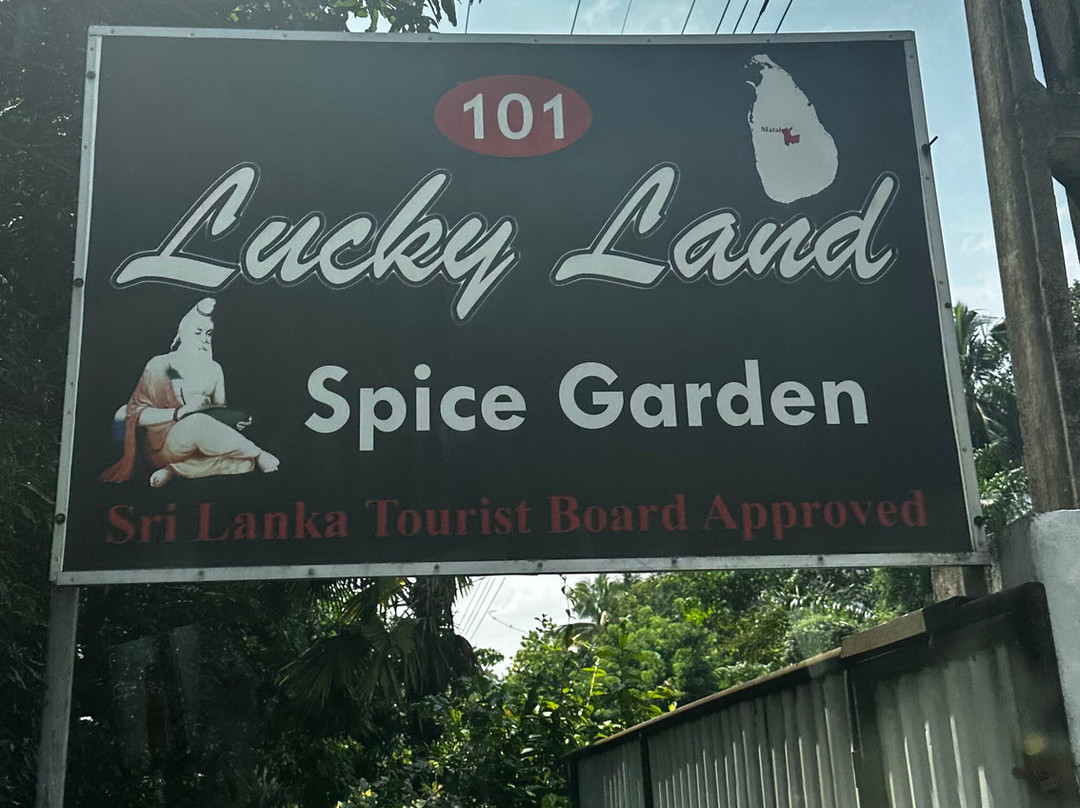 101
Matale
Lucky Land
Spice Garden
Sri Lanka Tourist Board Approved